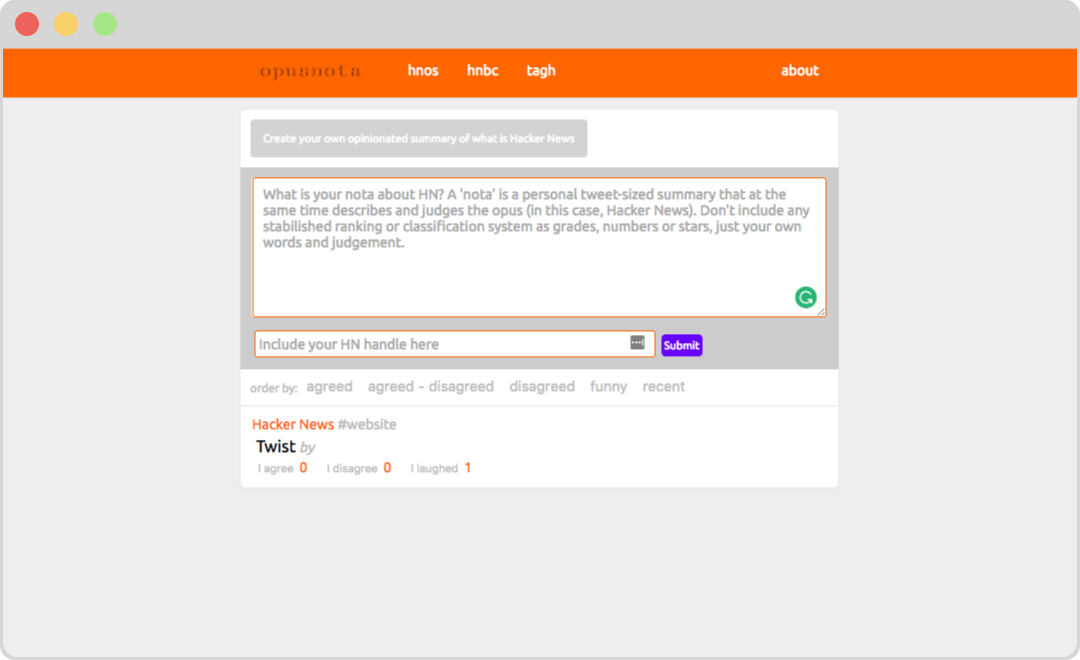 opusnota hnos hnbc tagh about
Create your own opinionated summary of what is Hacker News
What is your nota about HN? A 'nota' is a personal tweet-sized summary that at the
same time describes and judges the opus (in this case, Hacker News). Don't include any
stabilished ranking or classification system as grades, numbers or stars, just your own
words and judgement.
Include your HN handle here Submit
order by: agreed agreed - disagreed disagreed funny recent
Hacker News #website
Twist by
I agree 0 I disagree 0 I laughed 1